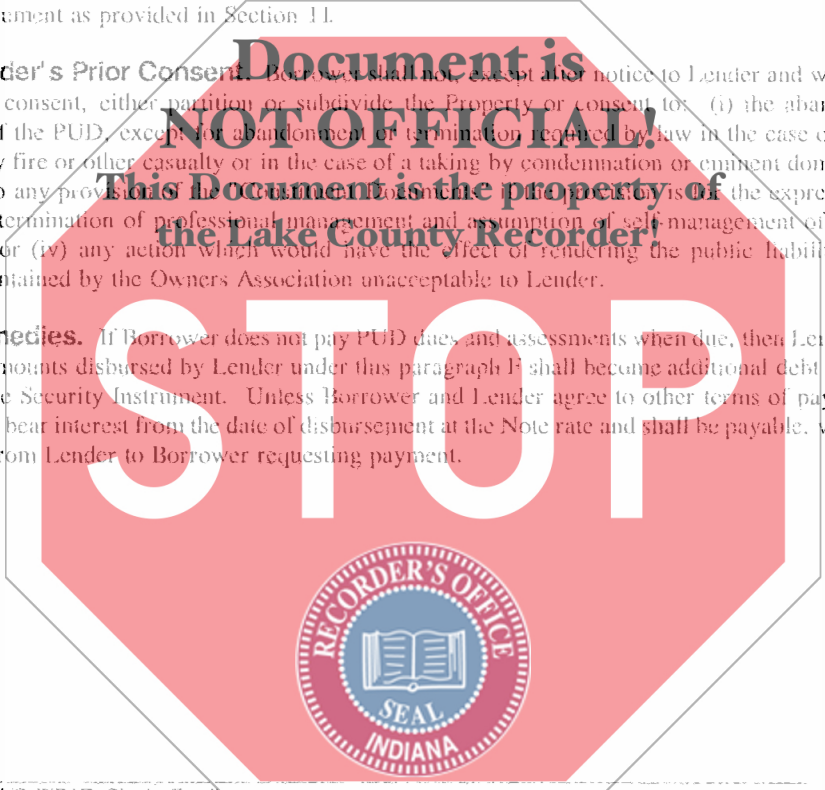 ument as provided in Section 11.
Document is
der's Prior Consent. Borrower shall not, except after notice to Lender and w
consent, either partition or subdivide the Property or consent to: (i) the aban
NOT OFFICIAL!
f the PUD, except for abandonment or termination required by law in the case o
y fire or other casualty or in the case of a taking by condemnation or eminent dom
This Document is the property of
o any provision of the "Constituent Documents" if the provision is for the expre
termination of professional management and assumption of self-management of
the Lake County Recorder!
or (iv) any action which would have the effect of rendering the public liabili
ntained by the Owners Association unacceptable to Lender.
STOP
nedies. If Borrower does not pay PUD dues and assessments when due, then Len
mounts disbursed by Lender under this paragraph F shall become additional debt
e Security Instrument. Unless Borrower and Lender agree to other terms of pay
bear interest from the date of disbursement at the Note rate and shall be payable, w
rom Lender to Borrower requesting payment.
RECORDER'S OFFICE
SEAL
INDIANA